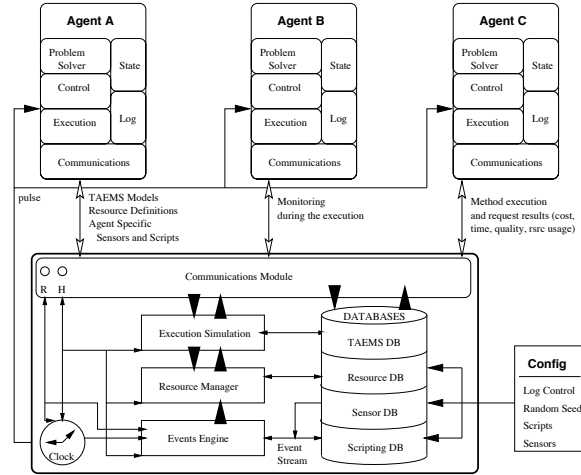 Agent A
Problem
Solver
State
Control
Execution
Log
Communications
Agent B
Problem
Solver
State
Control
Execution
Log
Communications
Agent C
Problem
Solver
State
Control
Execution
Log
Communications
pulse
TAEMS Models
Resource Definitions
Agent Specific
Sensors and Scripts
Monitoring
during the execution
Method execution
and request results (cost,
time, quality, rsrc usage)
Communications Module
R H
Execution Simulation
Resource Manager
Events Engine
Clock
Event
Stream
DATABASES
TAEMS DB
Resource DB
Sensor DB
Scripting DB
Config
Log Control
Random Seed
Scripts
Sensors